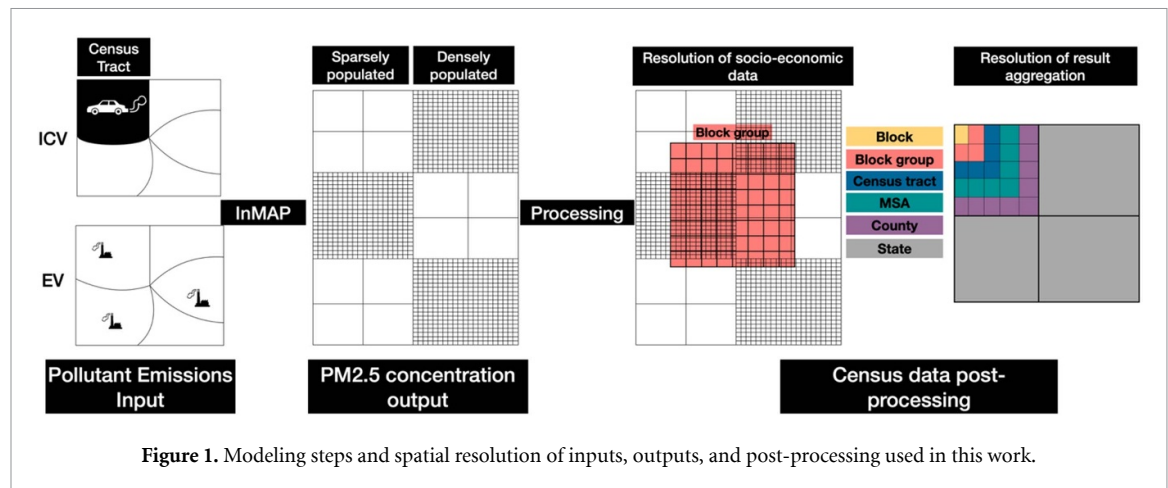 Census
Tract
ICV
EV
Pollutant Emissions
Input
InMAP
Sparsely
populated
Densely
populated
PM2.5 concentration
output
Processing
Resolution of socio-economic
data
Block group
Block
Block group
Census tract
MSA
County
State
Resolution of result
aggregation
Census data post-
processing
Figure 1. Modeling steps and spatial resolution of inputs, outputs, and post-processing used in this work.